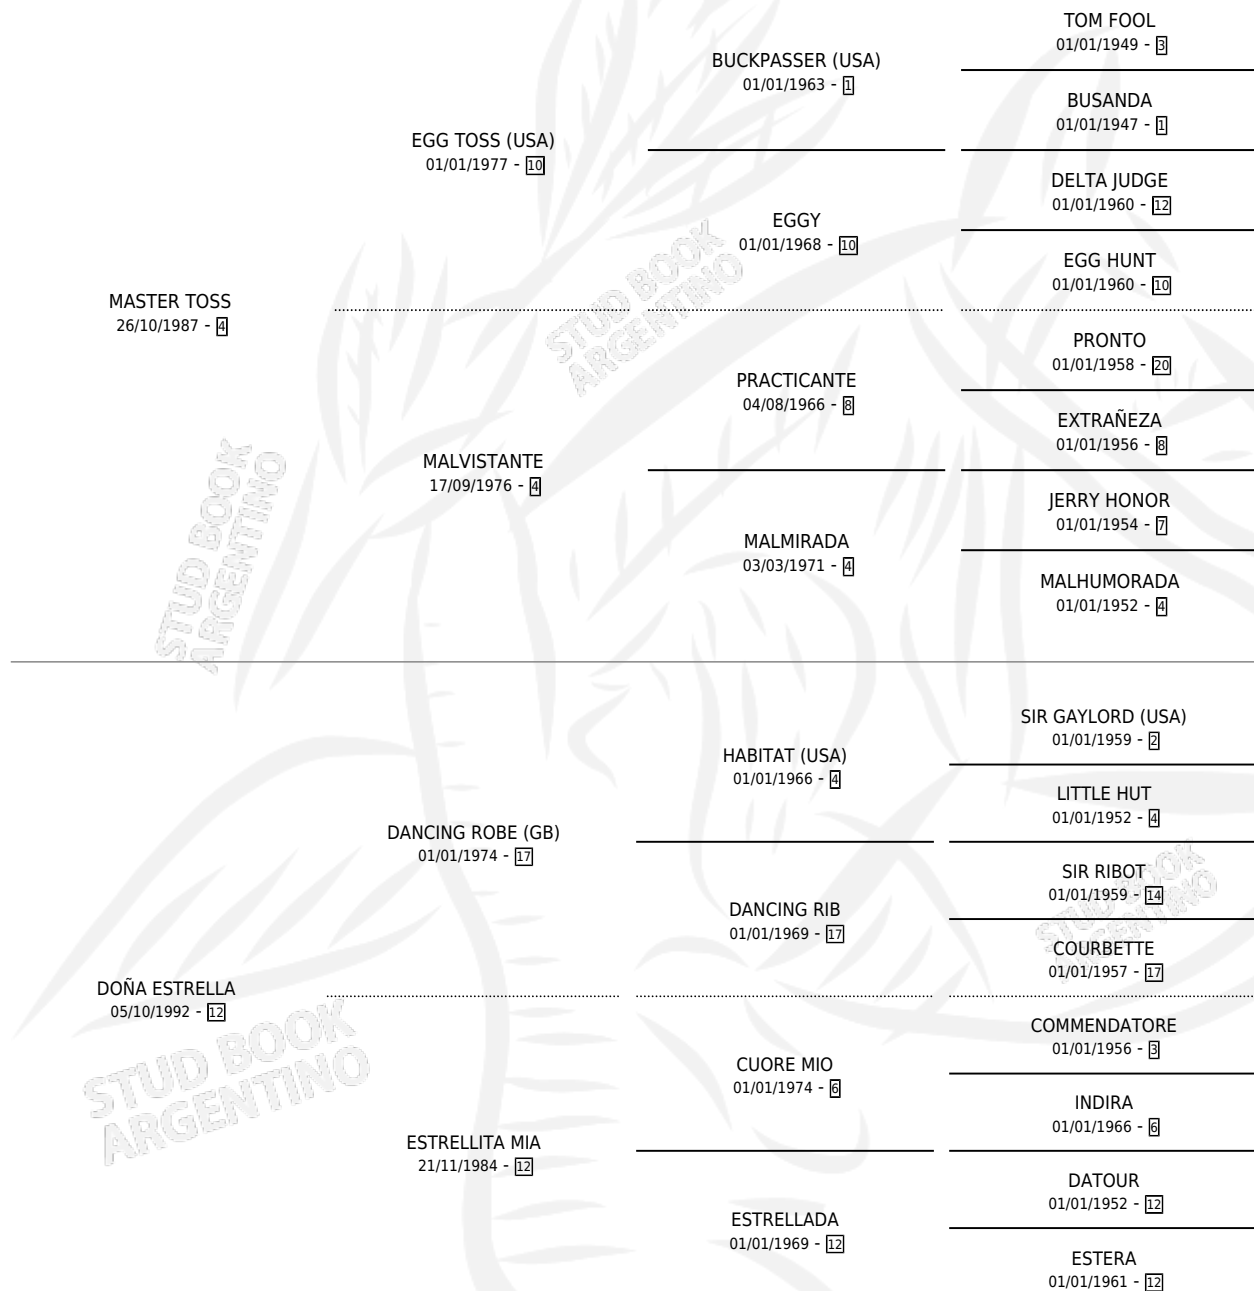 TOM FOOL
01/01/1949 - 3
BUCKPASSER (USA)
01/01/1963 - 1
BUSANDA
01/01/1947 - 1
EGG TOSS (USA)
01/01/1977 - 10
DELTA JUDGE
01/01/1960 - 12
EGGY
01/01/1968 - 10
EGG HUNT
01/01/1960 - 10
MASTER TOSS
26/10/1987 - 4
PRONTO
01/01/1958 - 20
PRACTICANTE
04/08/1966 - 8
EXTRAÑEZA
01/01/1956 - 8
MALVISTANTE
17/09/1976 - 4
JERRY HONOR
01/01/1954 - 7
MALMIRADA
03/03/1971 - 4
MALHUMORADA
01/01/1952 - 4
SIR GAYLORD (USA)
01/01/1959 - 2
HABITAT (USA)
01/01/1966 - 4
LITTLE HUT
01/01/1952 - 4
DANCING ROBE (GB)
01/01/1974 - 17
SIR RIBOT
01/01/1959 - 14
DANCING RIB
01/01/1969 - 17
COURBETTE
01/01/1957 - 17
DOÑA ESTRELLA
05/10/1992 - 12
COMMENDATORE
01/01/1956 - 3
CUORE MIO
01/01/1974 - 6
INDIRA
01/01/1966 - 6
ESTRELLITA MIA
21/11/1984 - 12
DATOUR
01/01/1952 - 12
ESTRELLADA
01/01/1969 - 12
ESTERA
01/01/1961 - 12
STUD BOOK
ARGENTINO
STUD BOOK
ARGENTINO
STUD BOOK
ARGENTINO
STUD BOOK
ARGENTINO